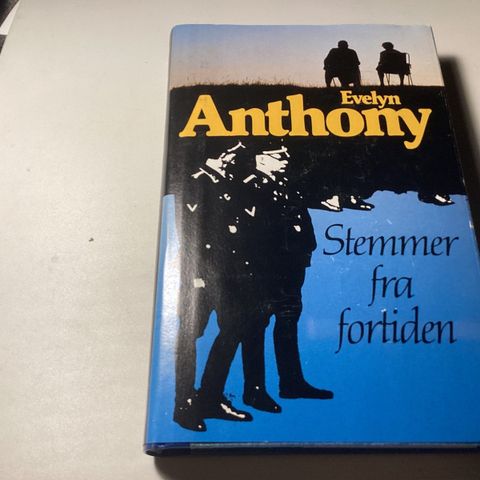 Evelyn
Anthony
Stemmer
fra
fortiden